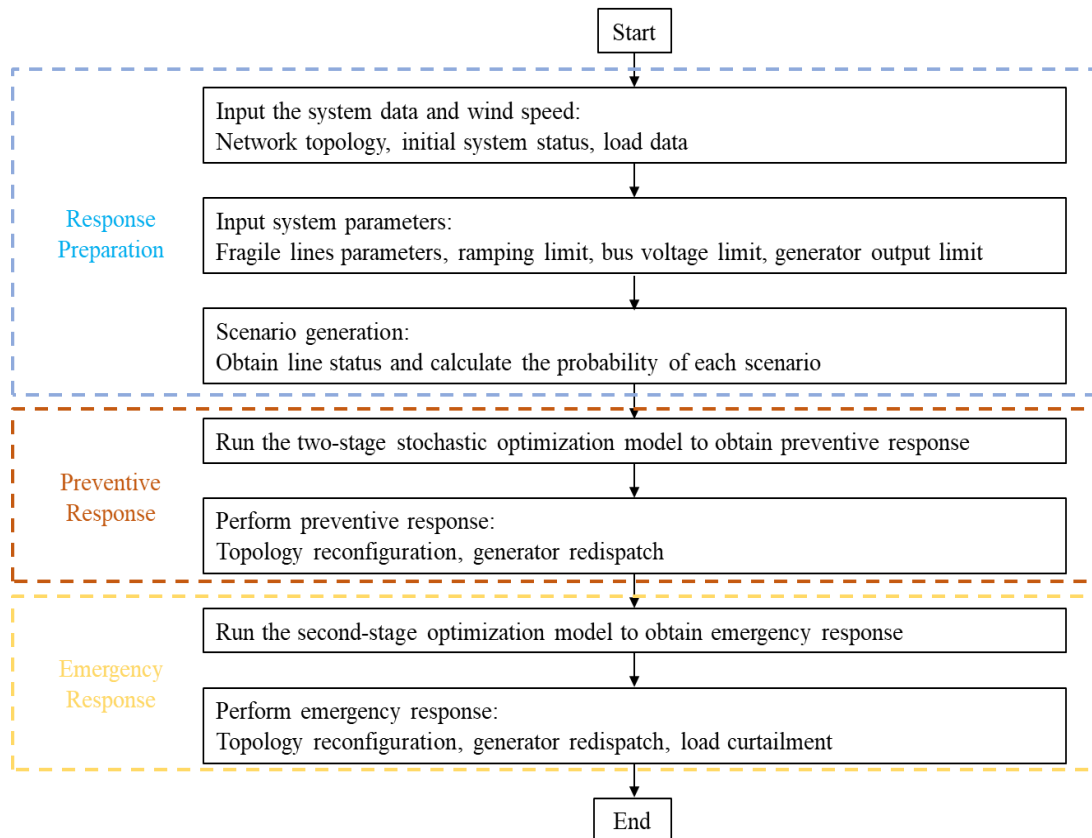 Start
Response
Preparation
Input the system data and wind speed:
Network topology, initial system status, load data
Input system parameters:
Fragile lines parameters, ramping limit, bus voltage limit, generator output limit
Scenario generation:
Obtain line status and calculate the probability of each scenario
Preventive
Response
Run the two-stage stochastic optimization model to obtain preventive response
Perform preventive response:
Topology reconfiguration, generator redispatch
Emergency
Response
Run the second-stage optimization model to obtain emergency response
Perform emergency response:
Topology reconfiguration, generator redispatch, load curtailment
End